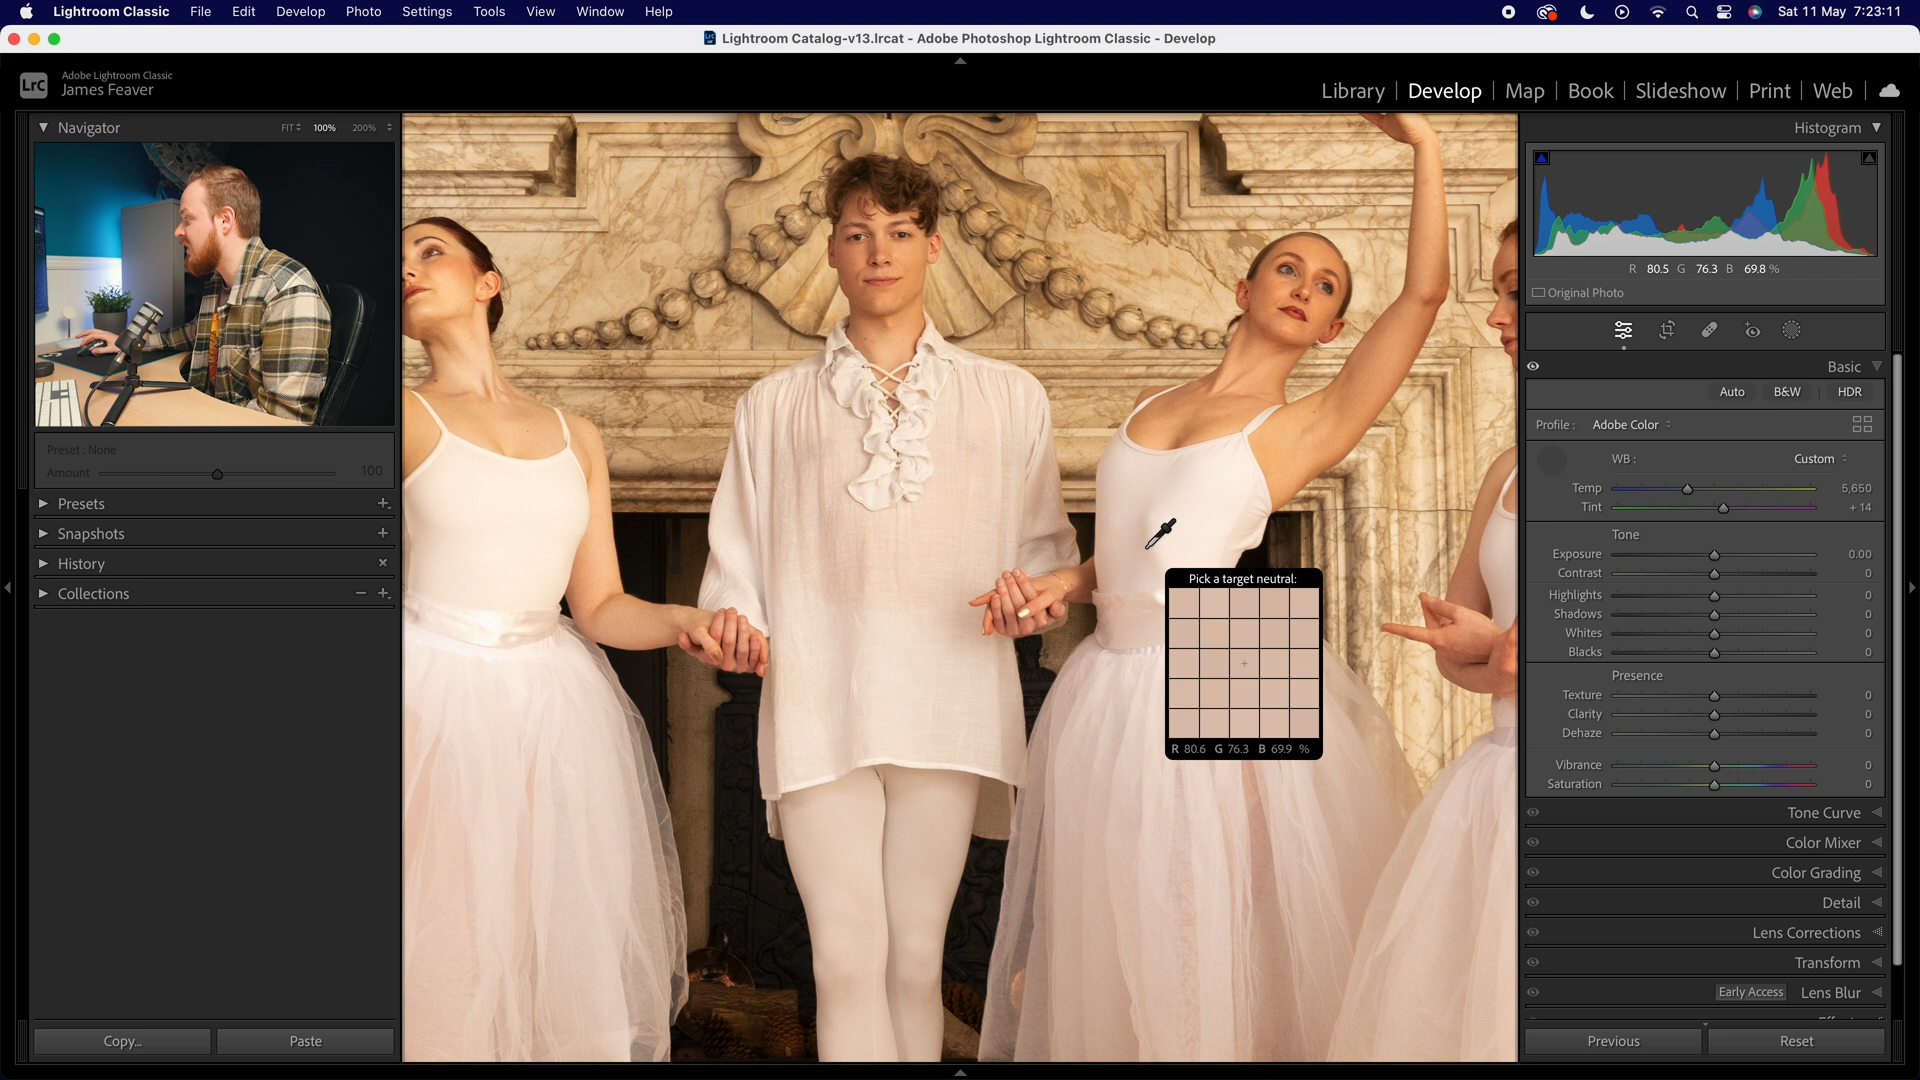 Lightroom Classic File Edit Develop Photo Settings Tools View Window Help Sat 11 May 7:23:11
Lightroom Catalog-v13.lrcat - Adobe Photoshop Lightroom Classic - Develop
LrC
Adobe Lightroom Classic
James Feaver
Library Develop Map Book Slideshow Print Web
Navigator FIT 100% 200%
Preset : None
Amount 100
Presets
Snapshots
History
Collections
Copy... Paste
Pick a target neutral:
R 80.6 G 76.3 B 69.9 %
Histogram
R 80.5 G 76.3 B 69.8 %
Original Photo
Basic
Auto B&W HDR
Profile : Adobe Color
WB : Custom
Temp 5,650
Tint + 14
Tone
Exposure 0.00
Contrast 0
Highlights 0
Shadows 0
Whites 0
Blacks 0
Presence
Texture 0
Clarity 0
Dehaze 0
Vibrance 0
Saturation 0
Tone Curve
Color Mixer
Color Grading
Detail
Lens Corrections
Transform
Early Access Lens Blur
Previous Reset